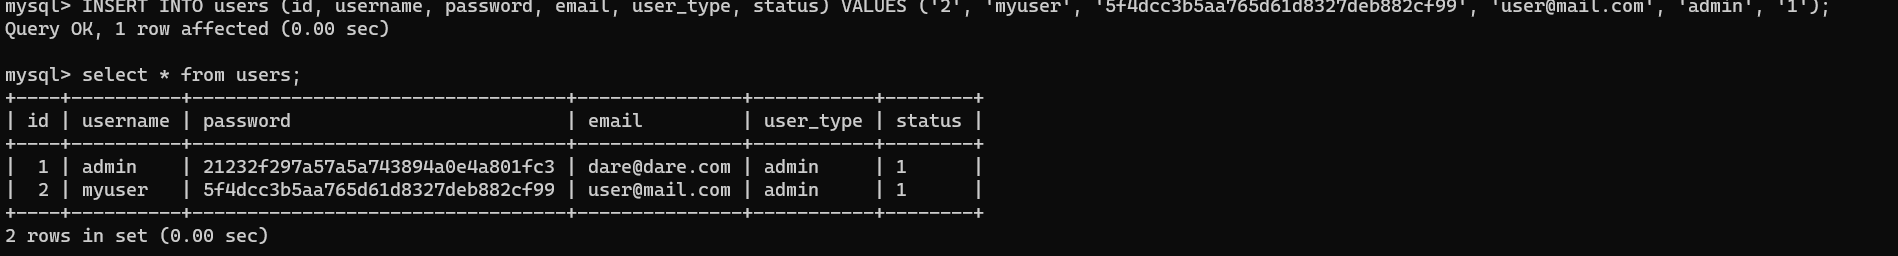 mysql> INSERT INTO users (id, username, password, email, user_type, status) VALUES ('2', 'myuser', '5f4dcc3b5aa765d61d8327deb882cf99', 'user@mail.com', 'admin', '1');
Query OK, 1 row affected (0.00 sec)
mysql> select * from users;
+----+----------+----------------------------------+---------------+-----------+--------+
| id | username | password                         | email         | user_type | status |
+----+----------+----------------------------------+---------------+-----------+--------+
|  1 | admin    | 21232f297a57a5a743894a0e4a801fc3 | dare@dare.com | admin     | 1      |
|  2 | myuser   | 5f4dcc3b5aa765d61d8327deb882cf99 | user@mail.com | admin     | 1      |
+----+----------+----------------------------------+---------------+-----------+--------+
2 rows in set (0.00 sec)